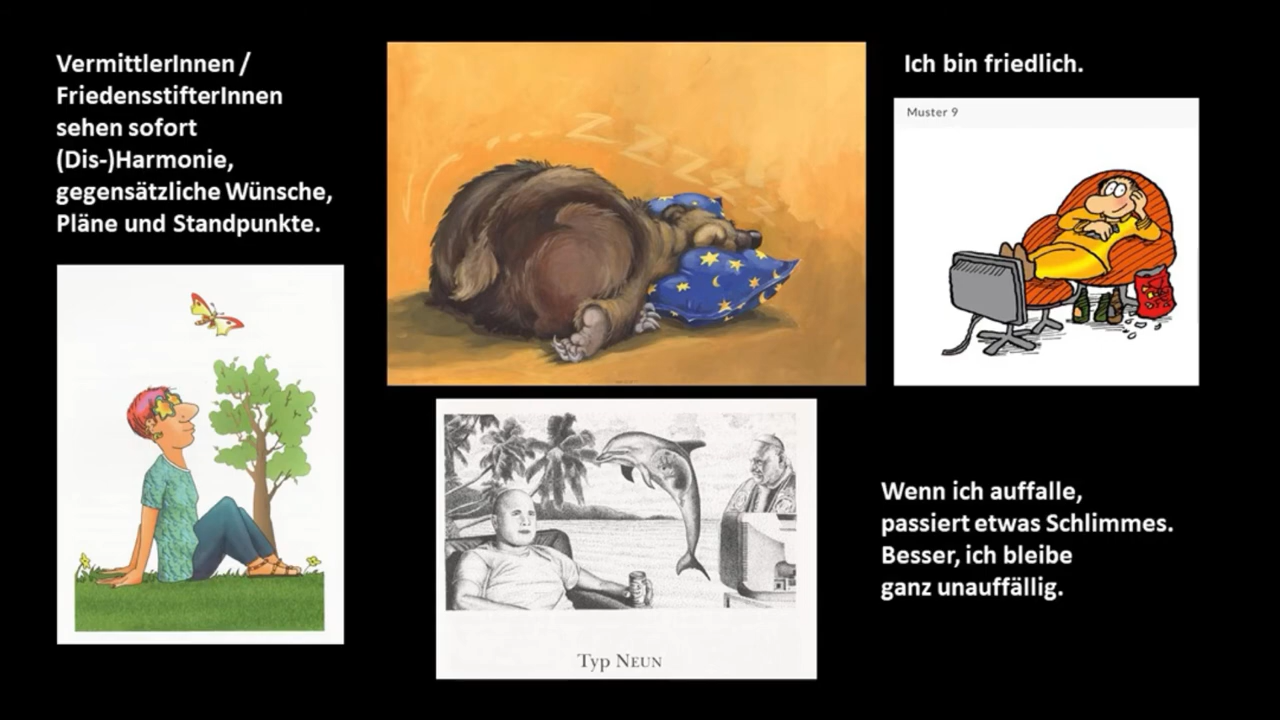 VermittlerInnen /
FriedensstifterInnen
sehen sofort
(Dis-)Harmonie,
gegensätzliche Wünsche,
Pläne und Standpunkte.
Z Z Z Z Z Z Z
Ich bin friedlich.
Muster 9
Typ NEUN
Wenn ich auffalle,
passiert etwas Schlimmes.
Besser, ich bleibe
ganz unauffällig.